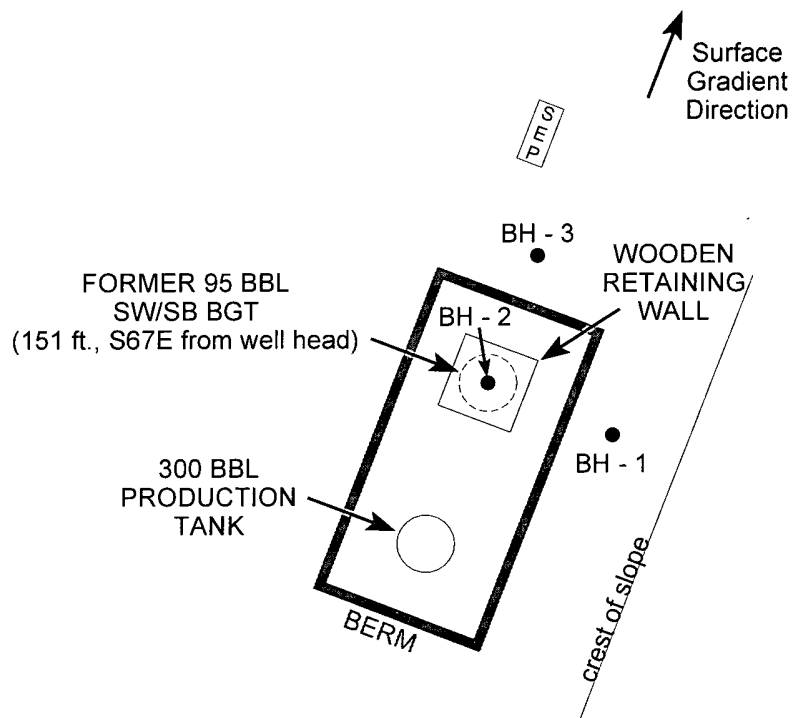 Surface
Gradient
Direction
SEP
BH - 3
WOODEN
RETAINING
WALL
FORMER 95 BBL
SW/SB BGT
(151 ft., S67E from well head)
BH - 2
BH - 1
300 BBL
PRODUCTION
TANK
crest of slope
BERM